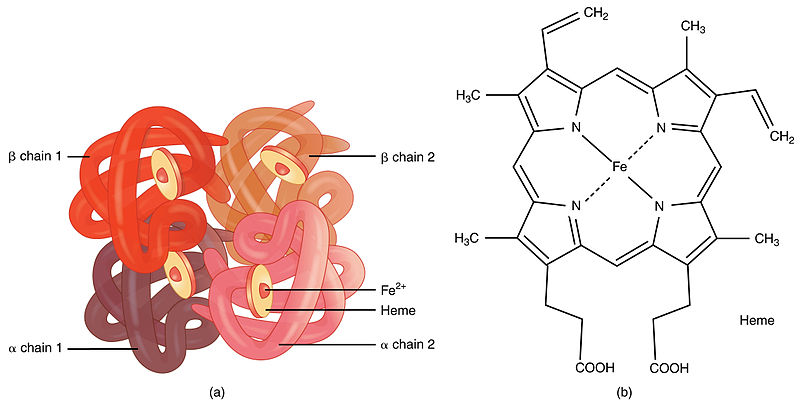 β chain 1
β chain 2
Fe2+
Heme
α chain 1
α chain 2
(a)
CH2
CH3
H3C
CH2
N
N
Fe
N
N
H3C
CH3
Heme
COOH
COOH
(b)